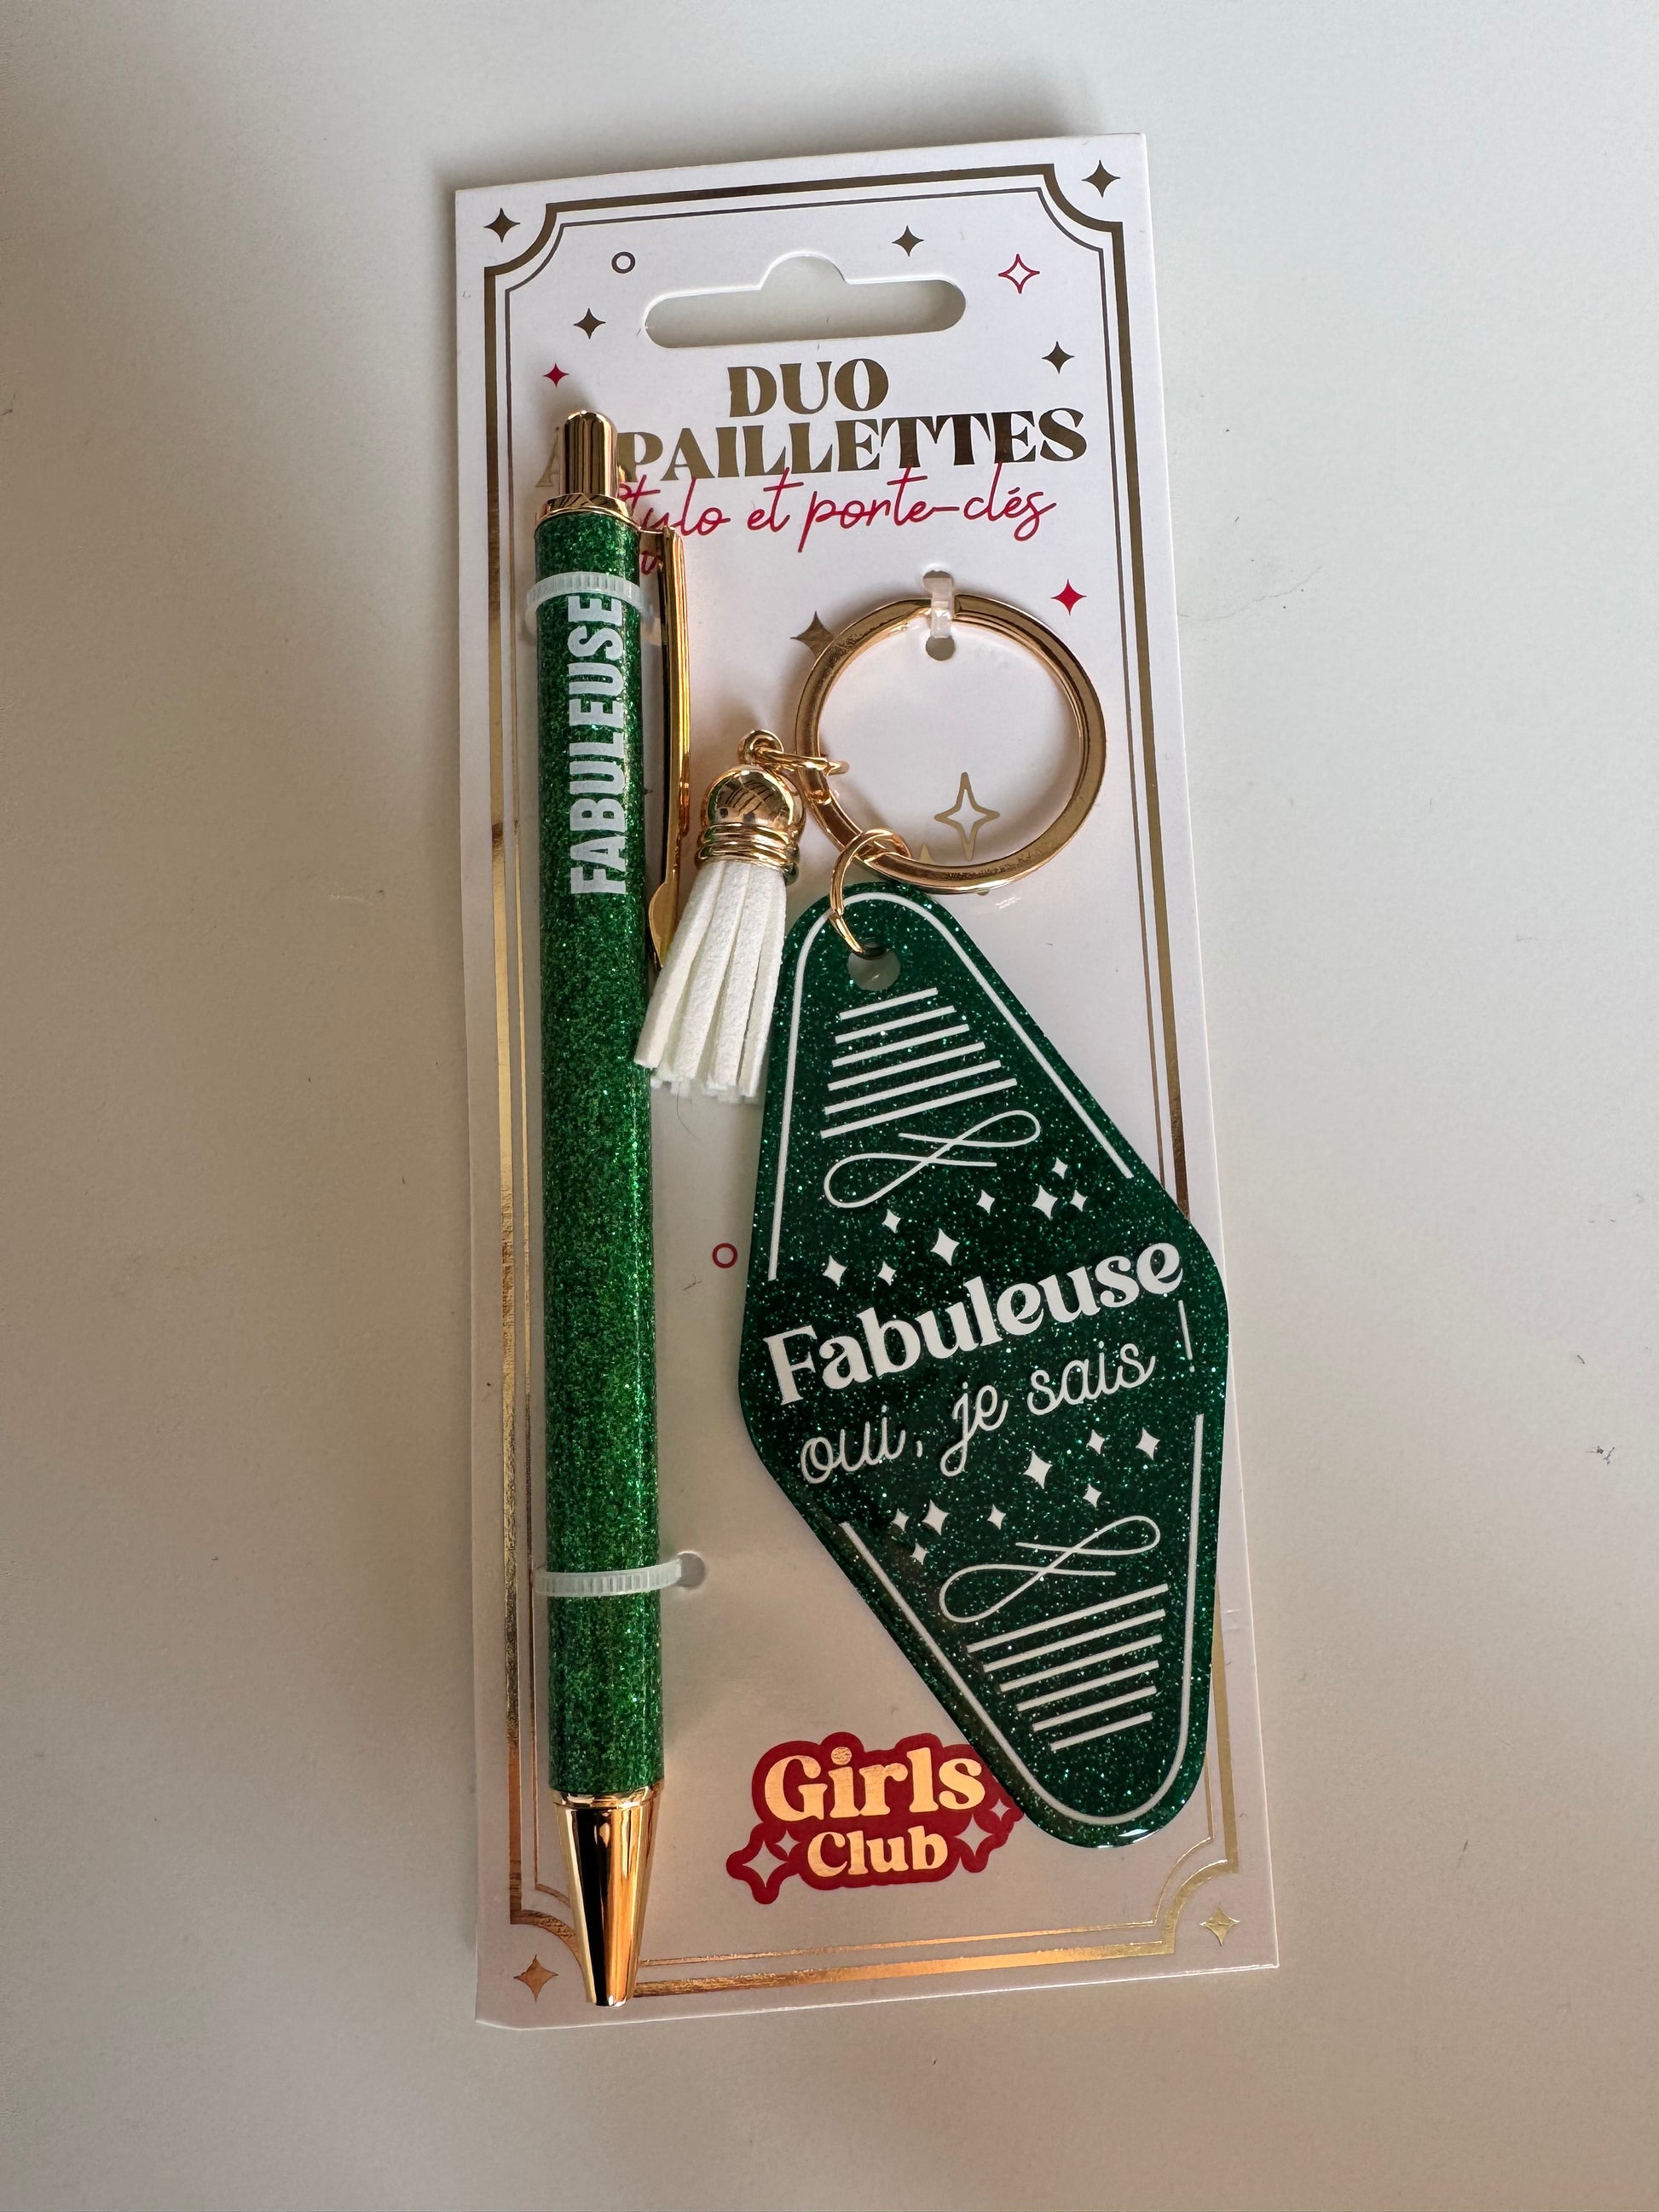 DUO
À PAILLETTES
Stylo et porte-clés
FABULEUSE
Fabuleuse
oui, je sais !
Girls
Club